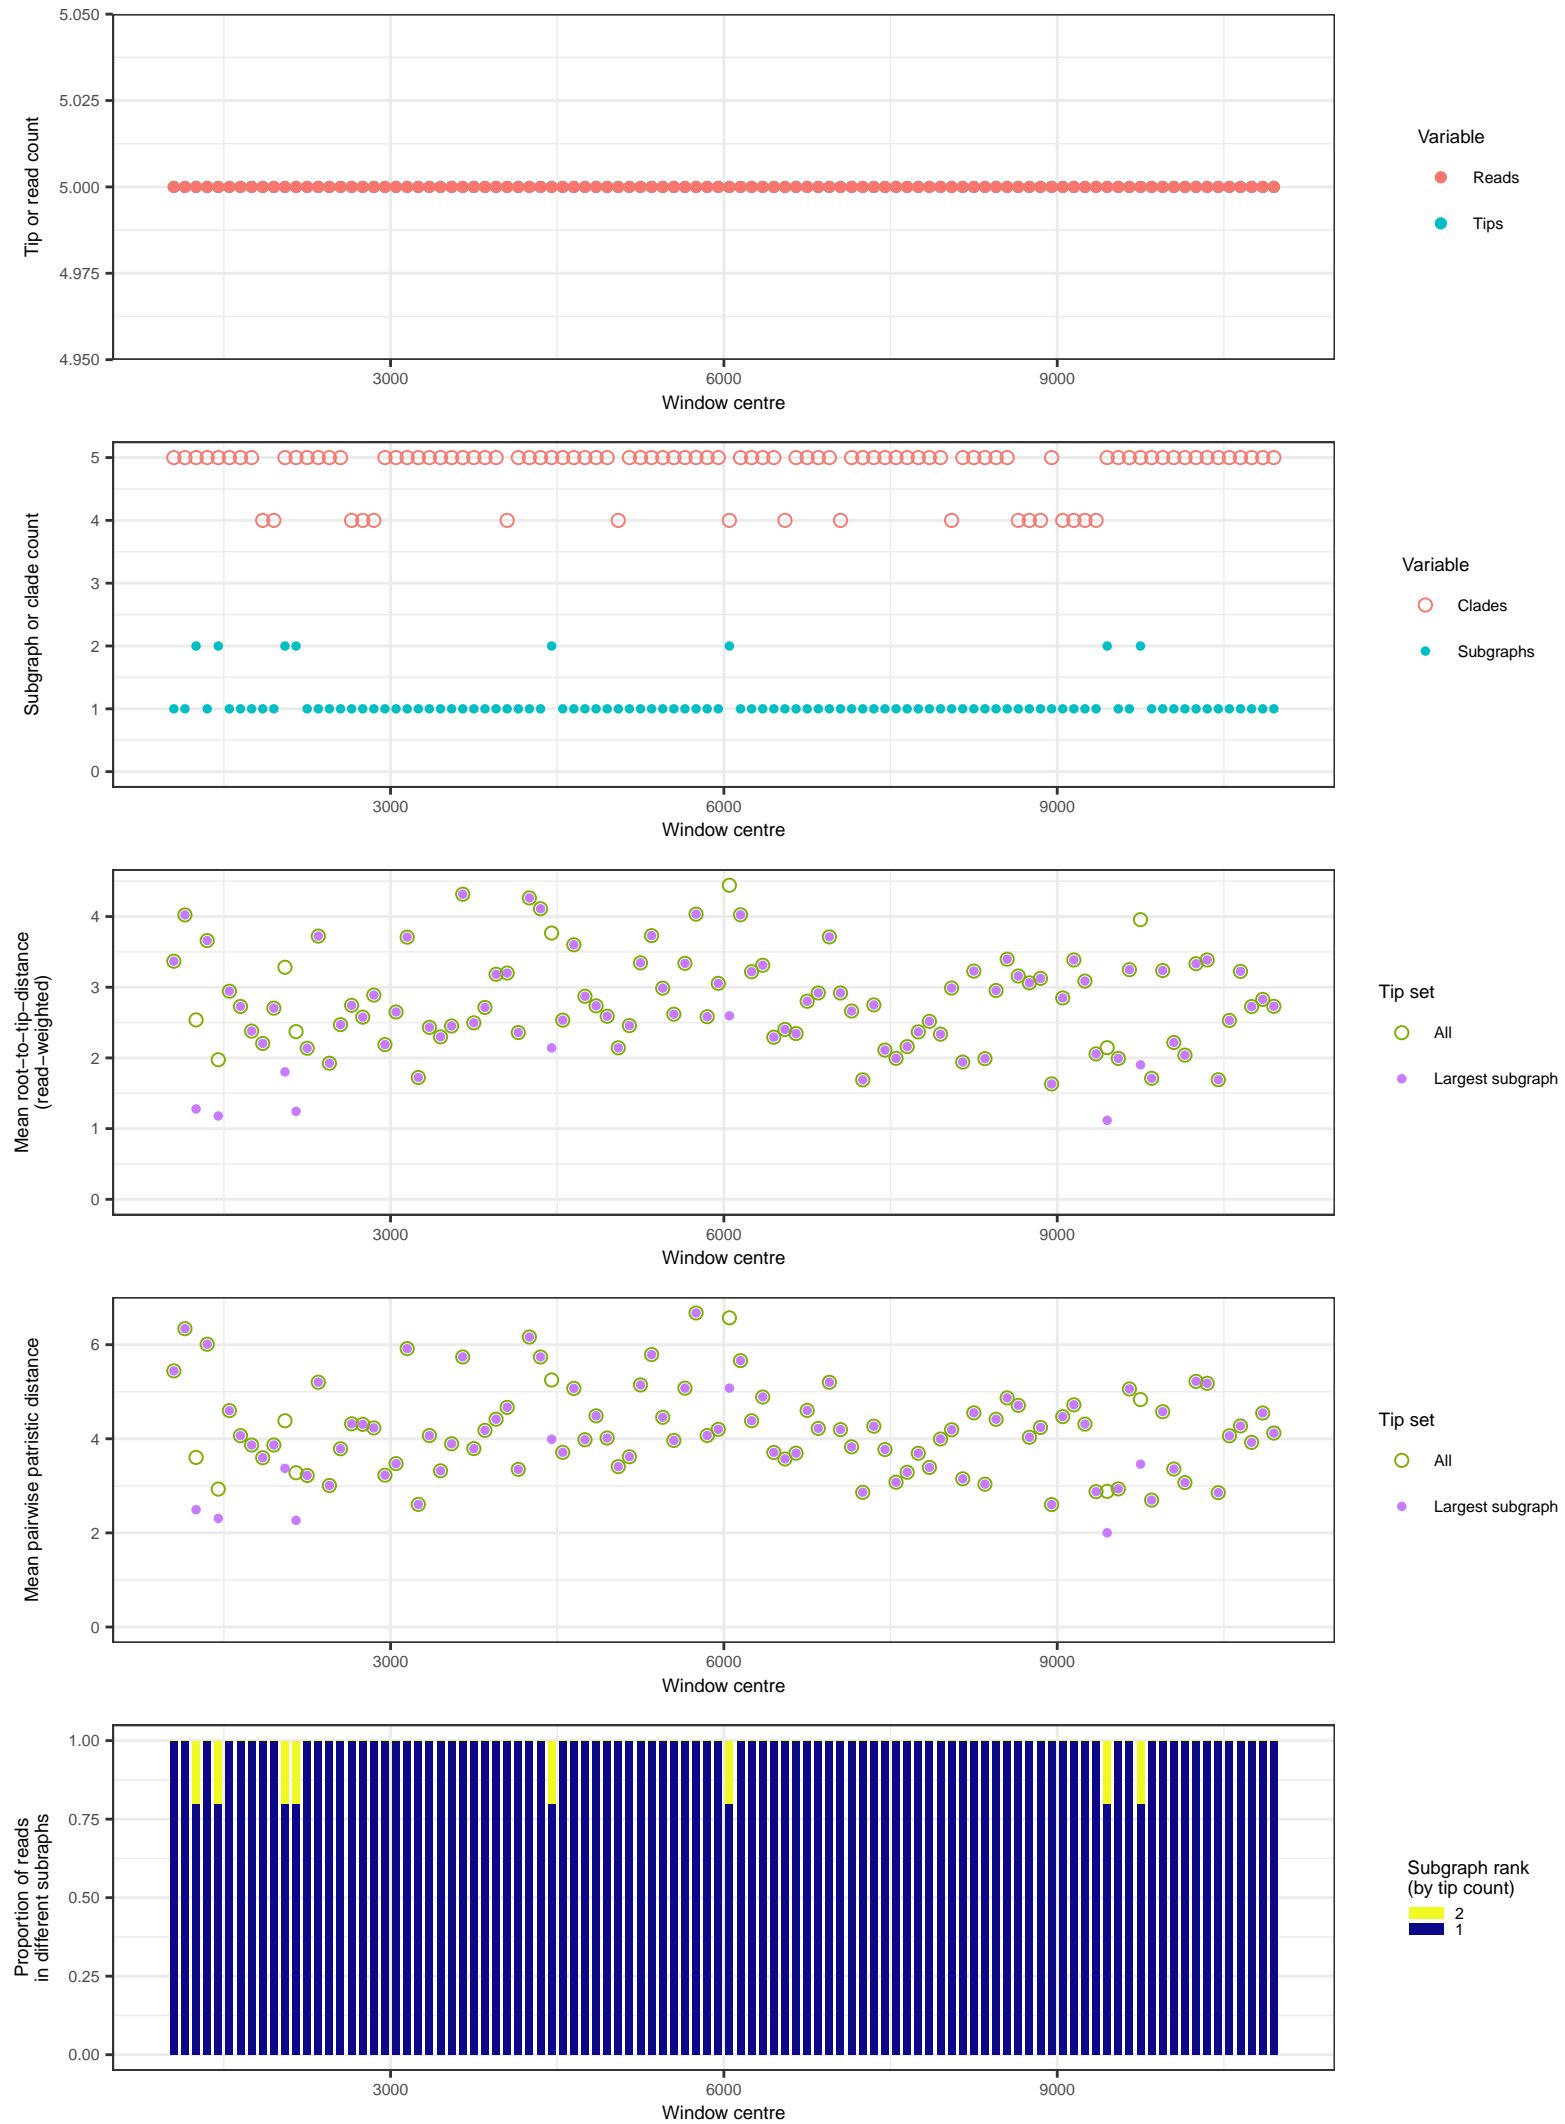 5.050
5.025
5.000
4.975
4.950
Tip or read count
3000 6000 9000
Window centre
Variable
Reads
Tips
5
4
3
2
1
0
Subgraph or clade count
3000 6000 9000
Window centre
Variable
Clades
Subgraphs
4
3
2
1
0
Mean root−to−tip−distance
(read−weighted)
3000 6000 9000
Window centre
Tip set
All
Largest subgraph
6
4
2
0
Mean pairwise patristic distance
3000 6000 9000
Window centre
Tip set
All
Largest subgraph
1.00
0.75
0.50
0.25
0.00
Proportion of reads
in different subraphs
3000 6000 9000
Window centre
Subgraph rank
(by tip count)
2
1